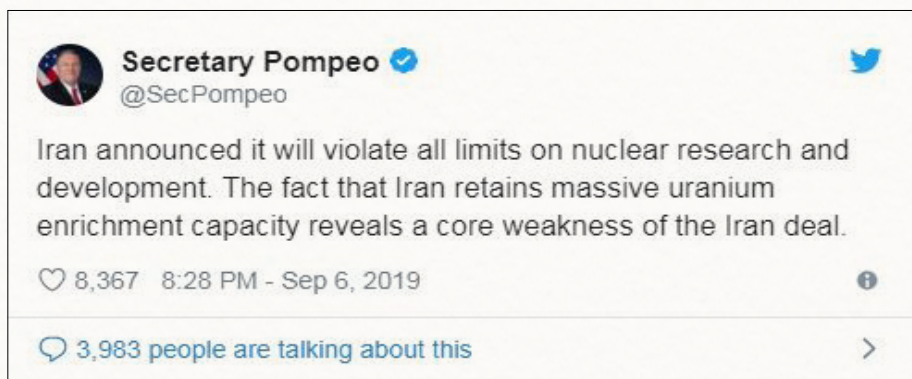 Secretary Pompeo
@SecPompeo
Iran announced it will violate all limits on nuclear research and
development. The fact that Iran retains massive uranium
enrichment capacity reveals a core weakness of the Iran deal.
8,367 8:28 PM - Sep 6, 2019
3,983 people are talking about this